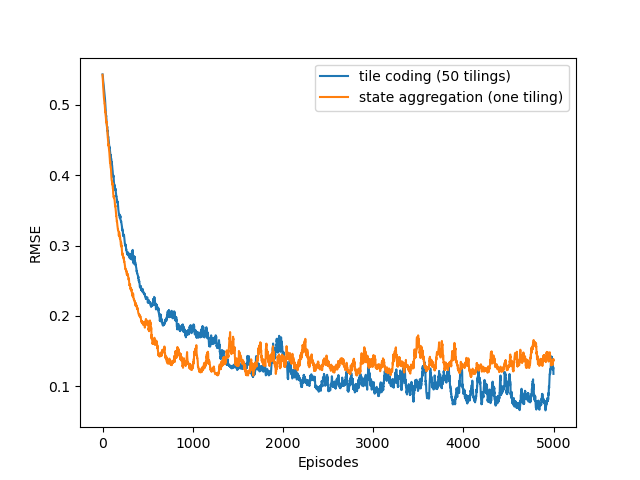 tile coding (50 tilings)
state aggregation (one tiling)
RMSE
0.5
0.4
0.3
0.2
0.1
0 1000 2000 3000 4000 5000
Episodes